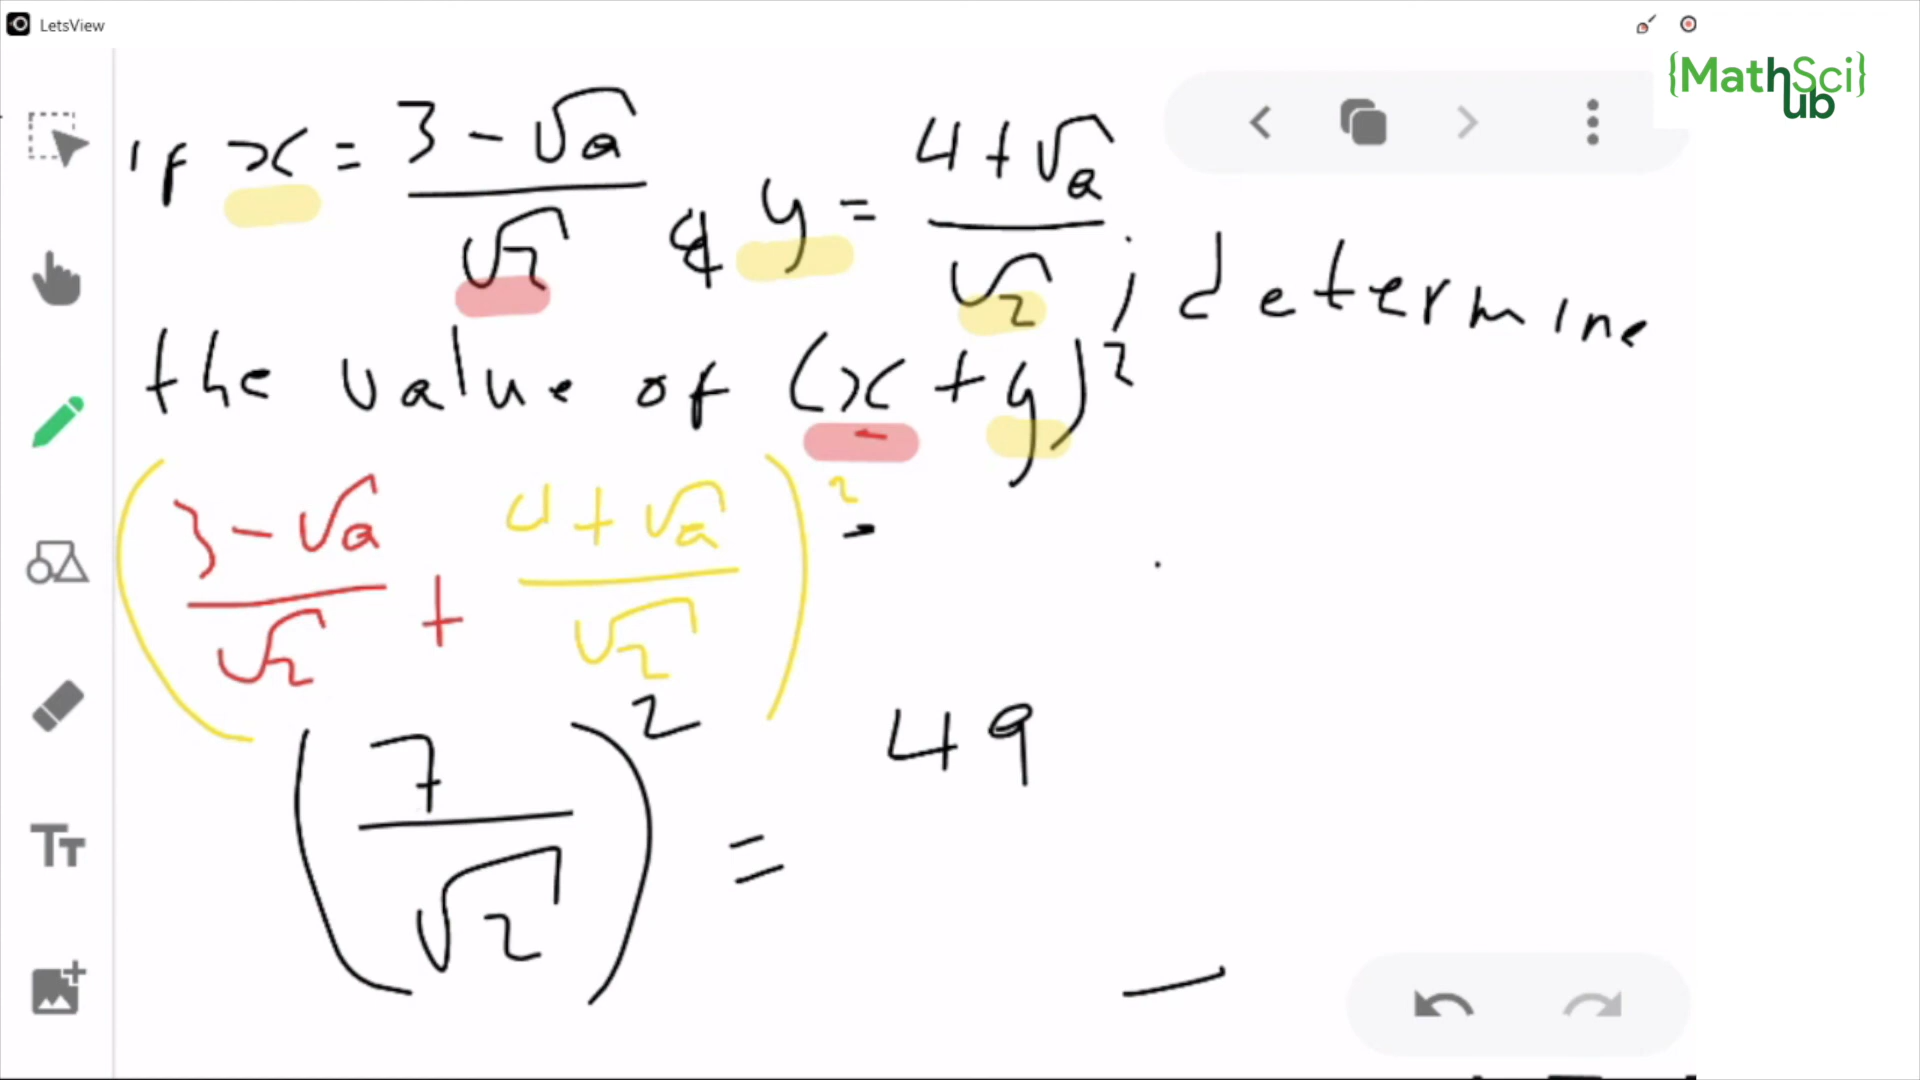 LetsView
{MathSci}
Hub
If x = (3 - √a)/√2 & y = (4 + √a)/√2 ; determine
the value of (x + y)²
((3 - √a)/√2 + (4 + √a)/√2)² =
(7/√2)² = 49
Tт